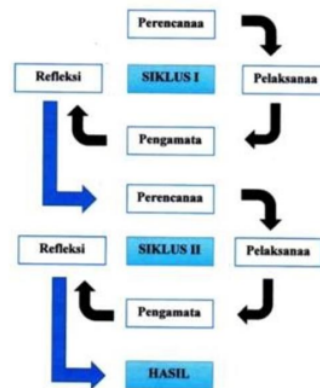 Perencanaa
Refleksi
SIKLUS I
Pelaksanaa
Pengamata
Perencanaa
Refleksi
SIKLUS II
Pelaksanaa
Pengamata
HASIL